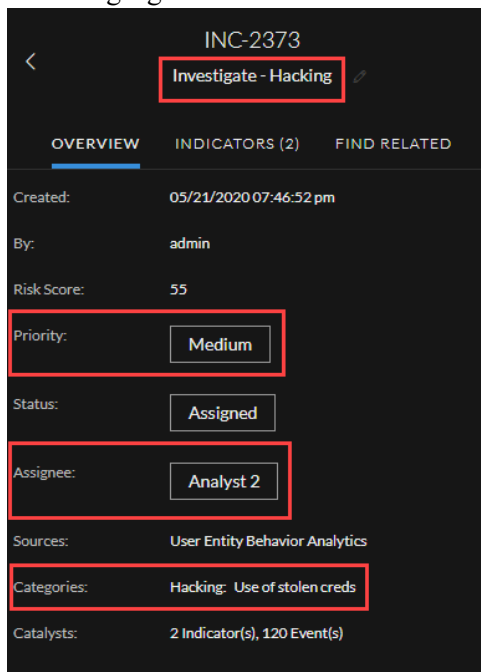 INC-2373
Investigate - Hacking
OVERVIEW INDICATORS (2) FIND RELATED
Created: 05/21/2020 07:46:52 pm
By: admin
Risk Score: 55
Priority: Medium
Status: Assigned
Assignee: Analyst 2
Sources: User Entity Behavior Analytics
Categories: Hacking: Use of stolen creds
Catalysts: 2 Indicator(s), 120 Event(s)